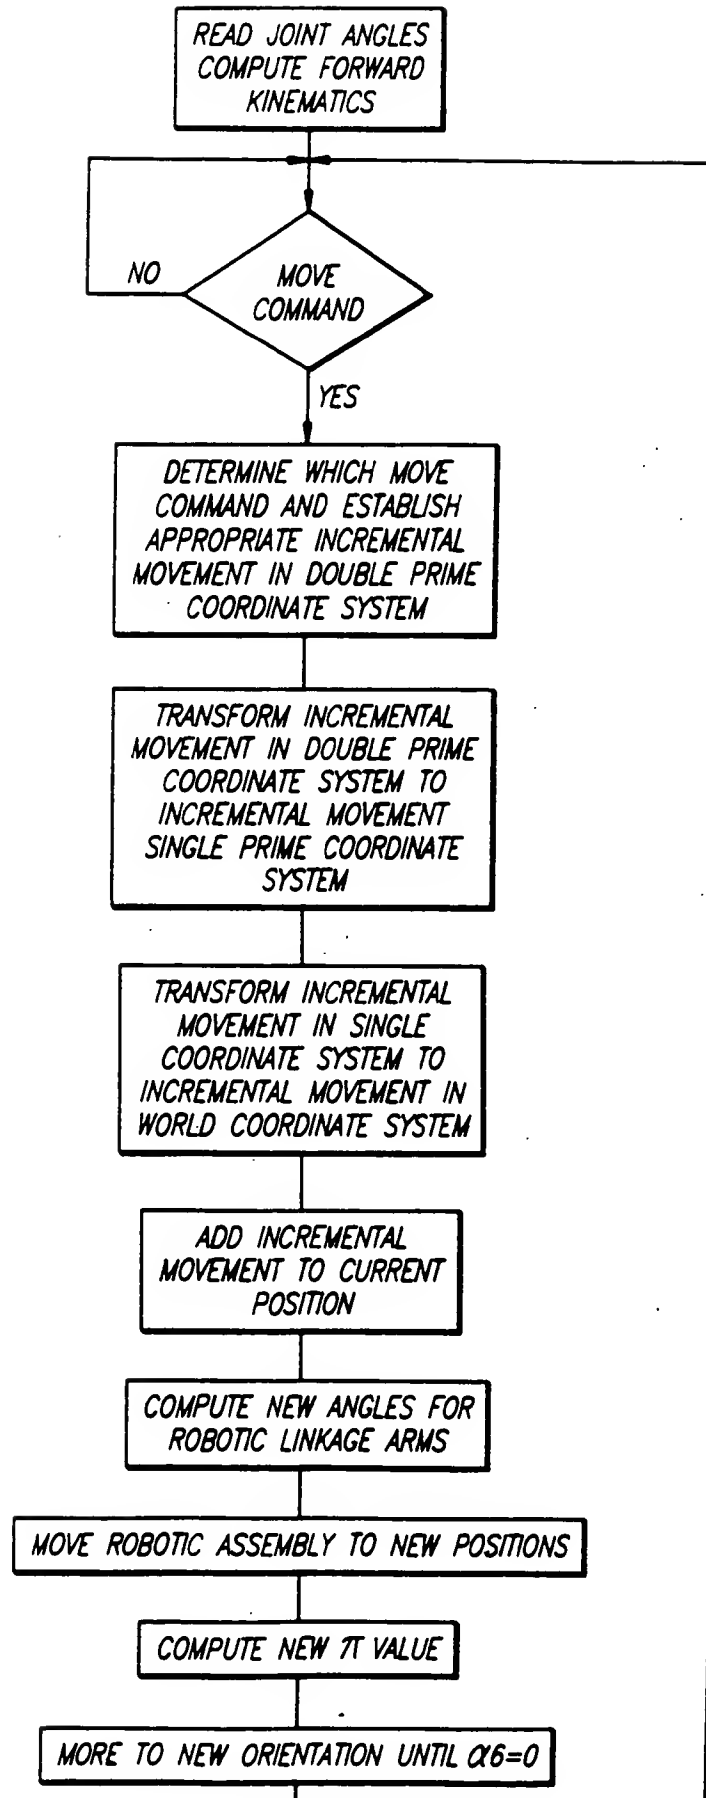 READ JOINT ANGLES
COMPUTE FORWARD
KINEMATICS
NO
MOVE
COMMAND
YES
DETERMINE WHICH MOVE
COMMAND AND ESTABLISH
APPROPRIATE INCREMENTAL
MOVEMENT IN DOUBLE PRIME
COORDINATE SYSTEM
TRANSFORM INCREMENTAL
MOVEMENT IN DOUBLE PRIME
COORDINATE SYSTEM TO
INCREMENTAL MOVEMENT
SINGLE PRIME COORDINATE
SYSTEM
TRANSFORM INCREMENTAL
MOVEMENT IN SINGLE
COORDINATE SYSTEM TO
INCREMENTAL MOVEMENT IN
WORLD COORDINATE SYSTEM
ADD INCREMENTAL
MOVEMENT TO CURRENT
POSITION
COMPUTE NEW ANGLES FOR
ROBOTIC LINKAGE ARMS
MOVE ROBOTIC ASSEMBLY TO NEW POSITIONS
COMPUTE NEW π VALUE
MORE TO NEW ORIENTATION UNTIL α6=0